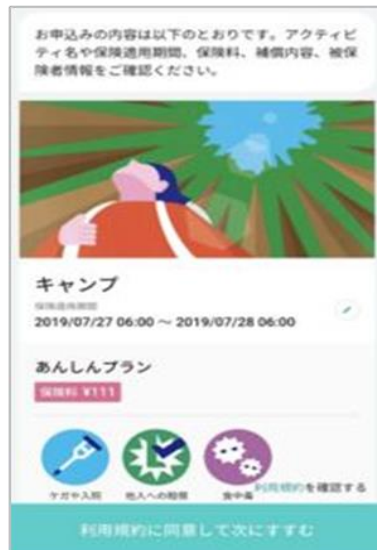 お申込みの内容は以下のとおりです。アクティビ
ティ名や保険適用期間、保険料、補償内容、被保
険者情報をご確認ください。
キャンプ
保険適用期間
2019/07/27 06:00 ～ 2019/07/28 06:00
あんしんプラン
保険料 ¥111
ケガや入院 他人への賠償 食中毒
利用規約を確認する
利用規約に同意して次にすすむ